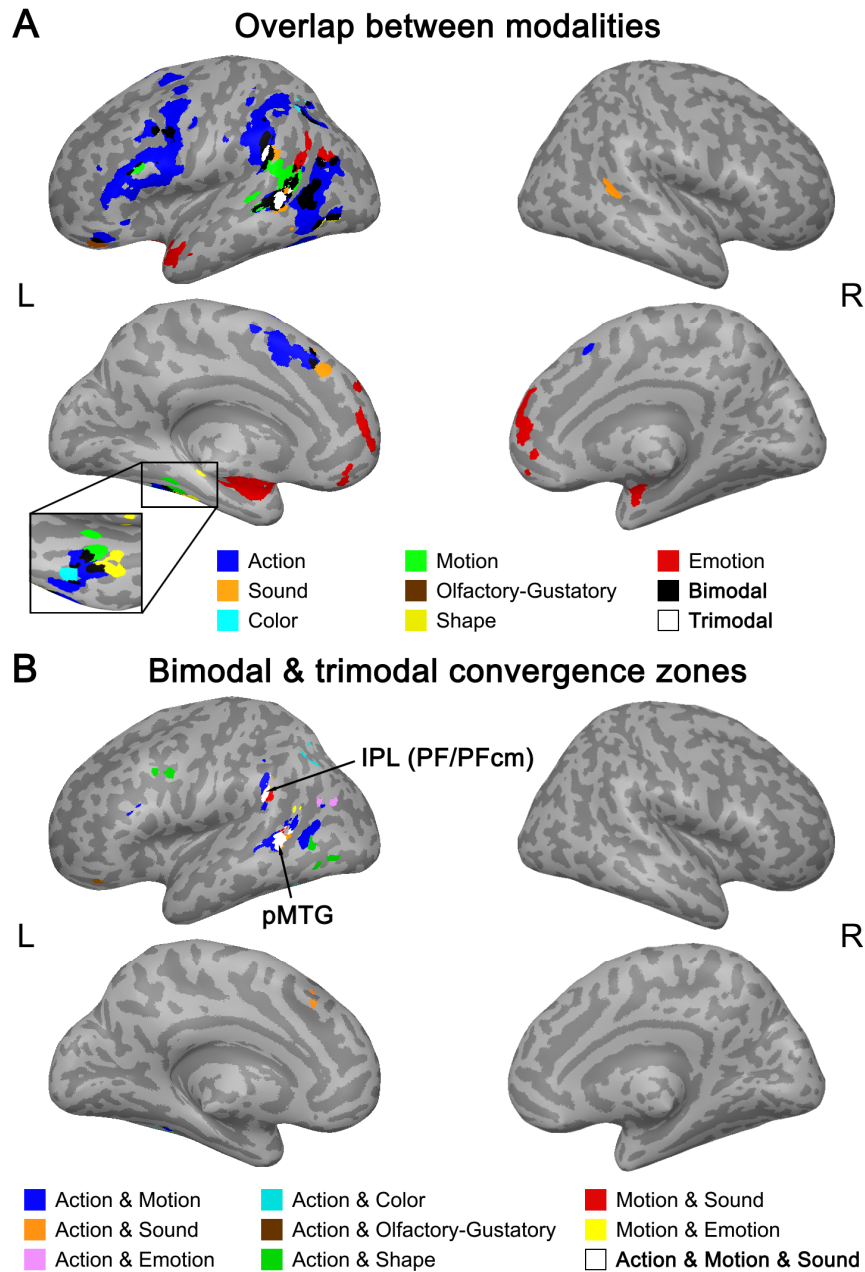 A
Overlap between modalities
L
R
Action
Motion
Emotion
Sound
Olfactory-Gustatory
Bimodal
Color
Shape
Trimodal
B
Bimodal & trimodal convergence zones
IPL (PF/PFcm)
pMTG
L
R
Action & Motion
Action & Color
Motion & Sound
Action & Sound
Action & Olfactory-Gustatory
Motion & Emotion
Action & Emotion
Action & Shape
Action & Motion & Sound